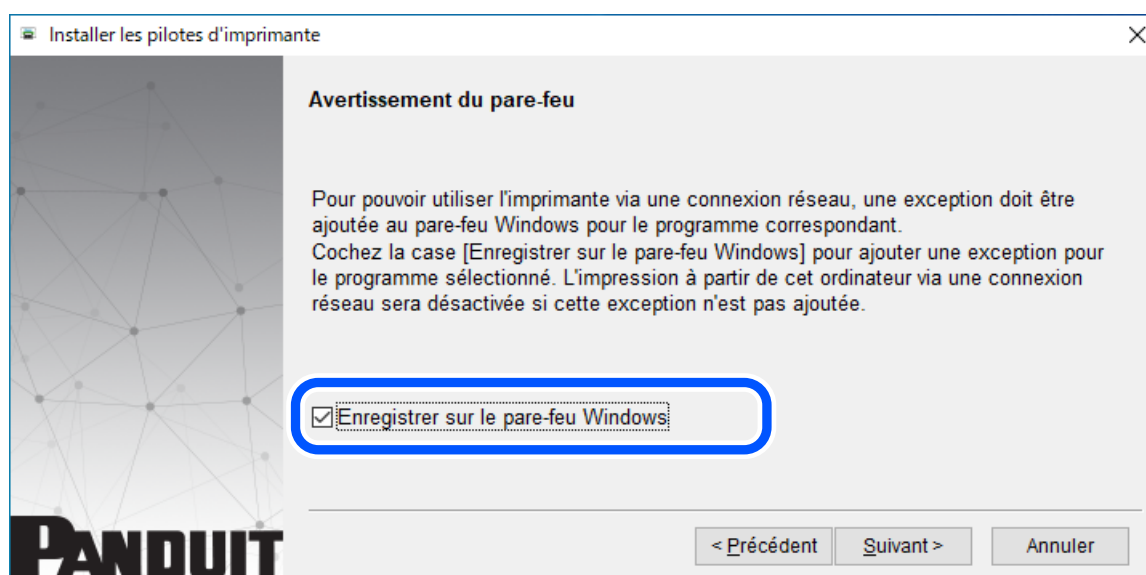 Installer les pilotes d'imprimante
Avertissement du pare-feu
Pour pouvoir utiliser l'imprimante via une connexion réseau, une exception doit être
ajoutée au pare-feu Windows pour le programme correspondant.
Cochez la case [Enregistrer sur le pare-feu Windows] pour ajouter une exception pour
le programme sélectionné. L'impression à partir de cet ordinateur via une connexion
réseau sera désactivée si cette exception n'est pas ajoutée.
Enregistrer sur le pare-feu Windows
PANDUIT
< Précédent Suivant > Annuler